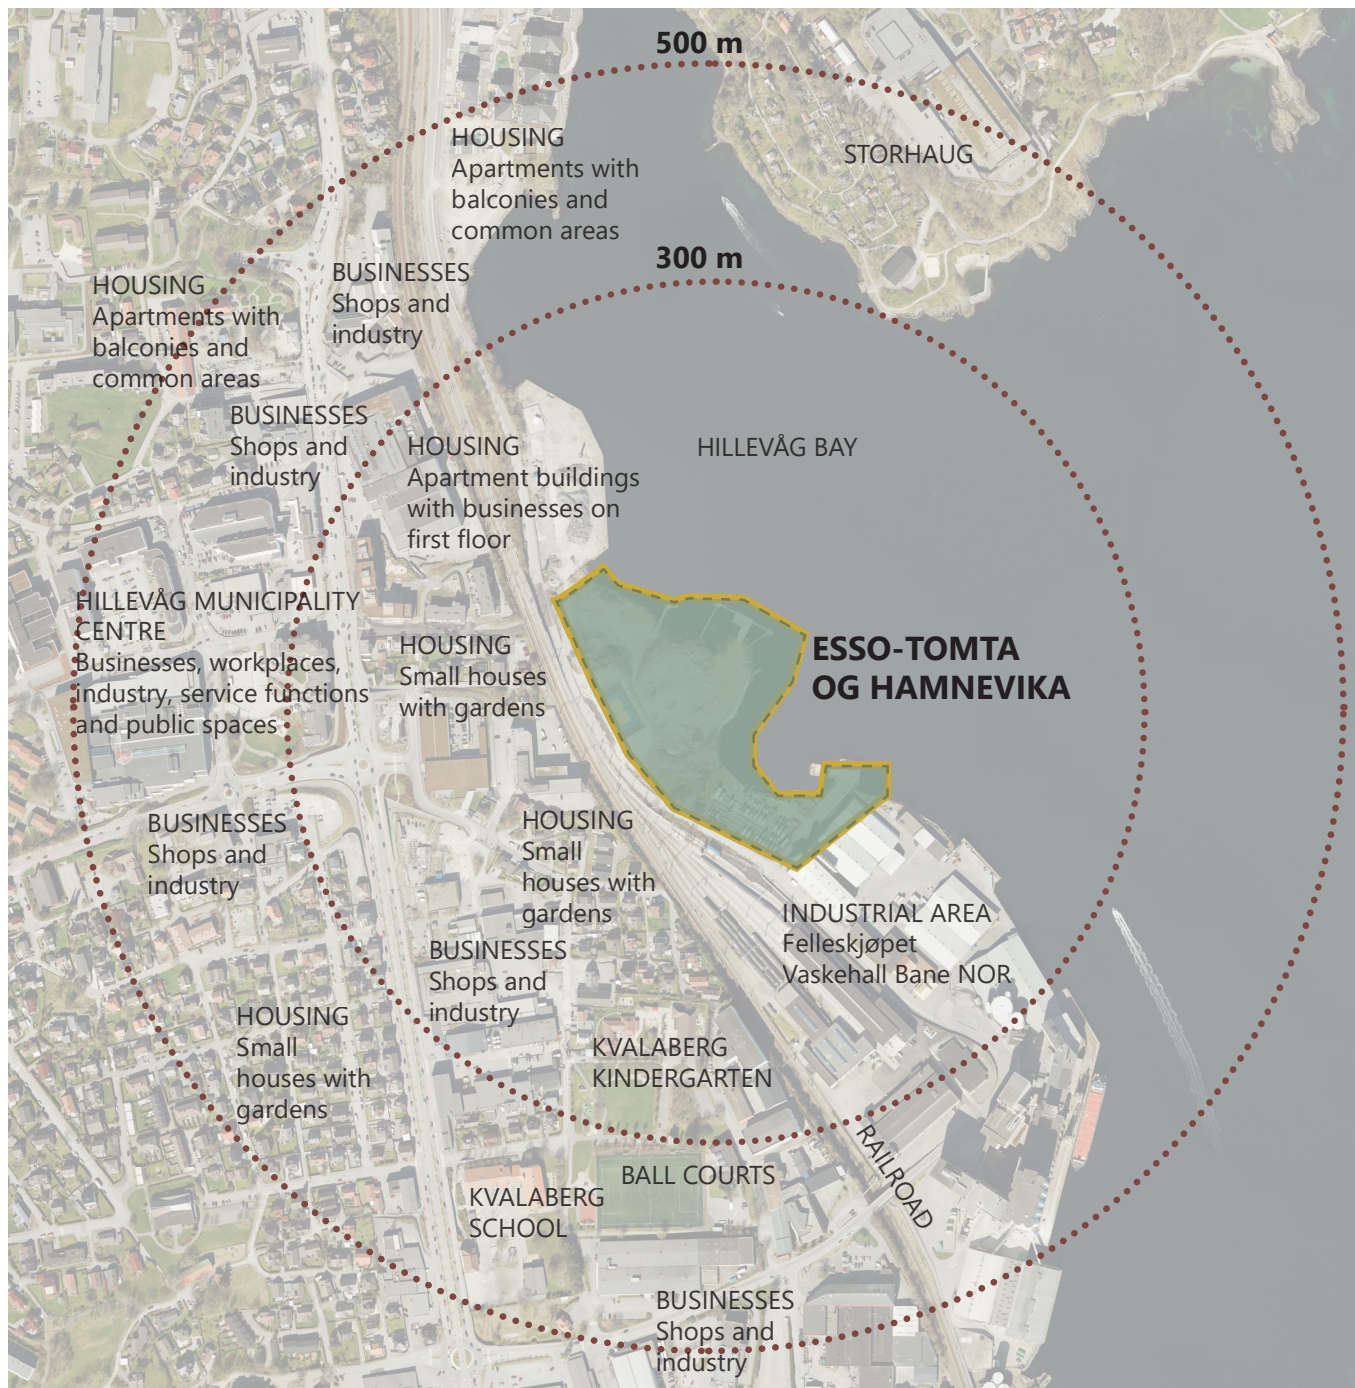 500 m
HOUSING
Apartments with
balconies and
common areas
STORHAUG
300 m
BUSINESSES
Shops and
industry
HOUSING
Apartments with
balconies and
common areas
BUSINESSES
Shops and
industry
HOUSING
Apartment buildings
with businesses on
first floor
HILLEVÅG BAY
HILLEVÅG MUNICIPALITY
CENTRE
Businesses, workplaces,
industry, service functions
and public spaces
HOUSING
Small houses
with gardens
ESSO-TOMTA
OG HAMNEVIKA
BUSINESSES
Shops and
industry
HOUSING
Small
houses with
gardens
INDUSTRIAL AREA
Felleskjøpet
Vaskehall Bane NOR
BUSINESSES
Shops and
industry
HOUSING
Small
houses with
gardens
KVALABERG
KINDERGARTEN
RAILROAD
BALL COURTS
KVALABERG
SCHOOL
BUSINESSES
Shops and
industry